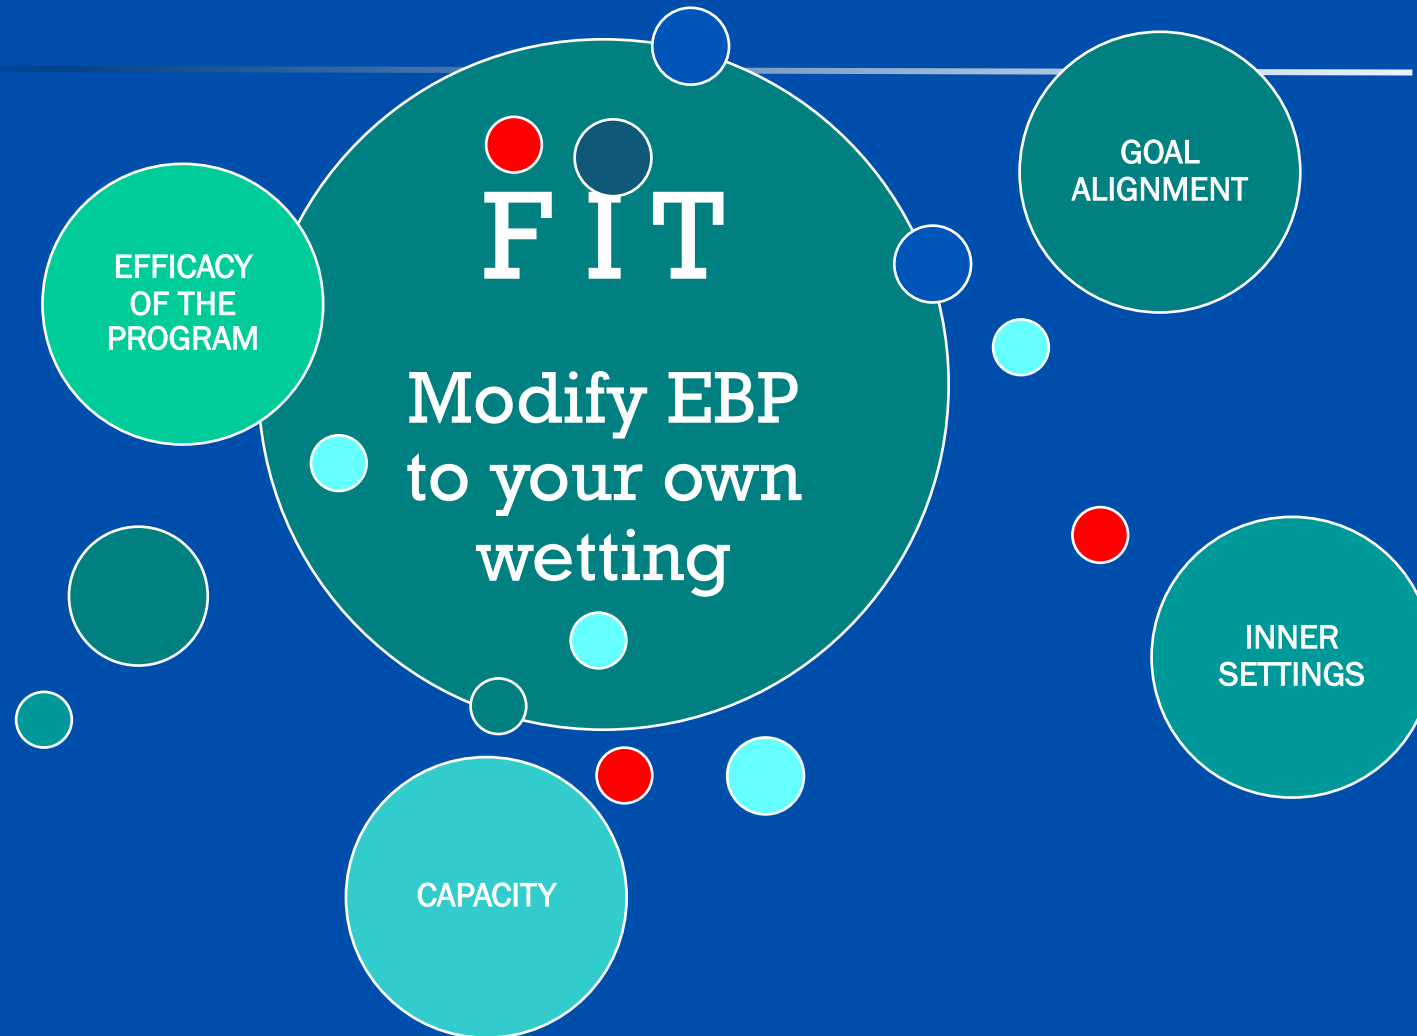 FIT
Modify EBP
to your own
wetting
EFFICACY
OF THE
PROGRAM
GOAL
ALIGNMENT
INNER
SETTINGS
CAPACITY